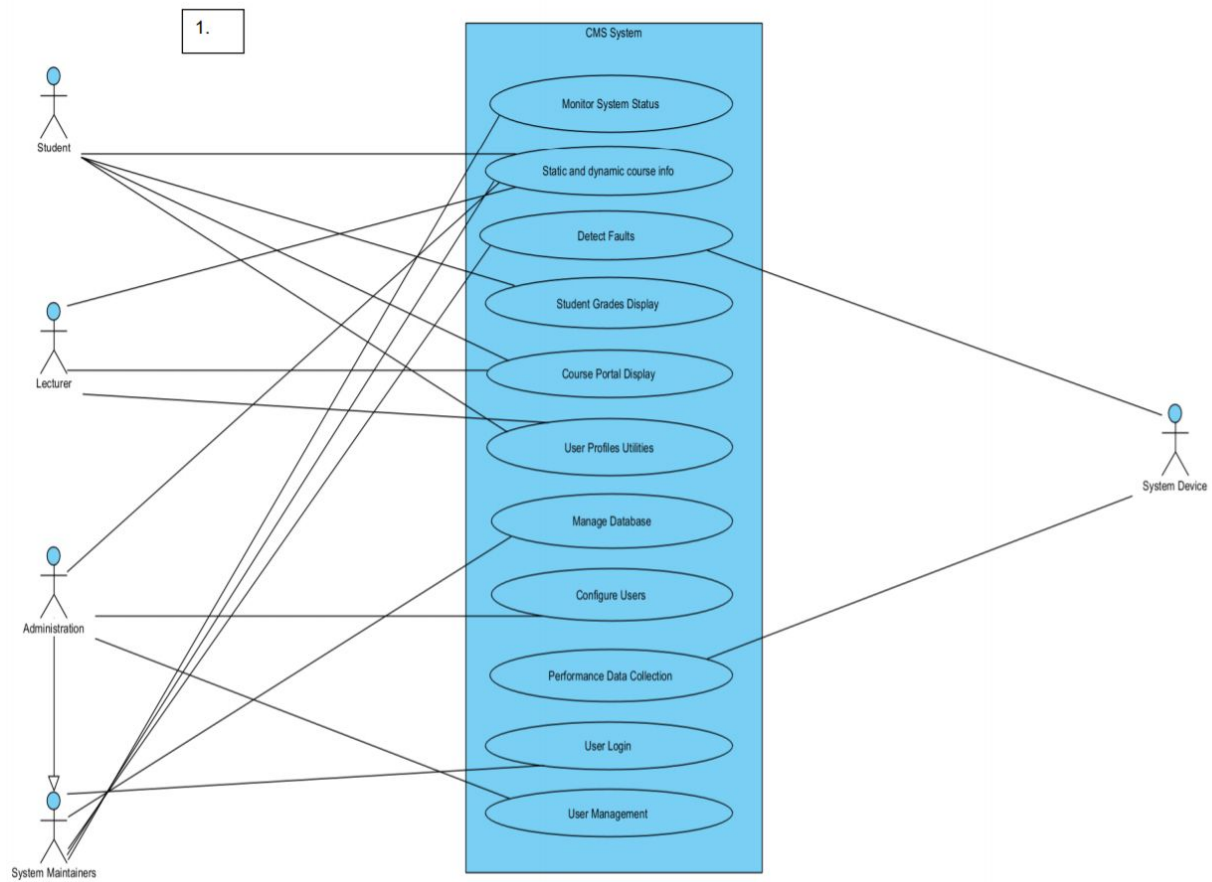 1.
CMS System
Monitor System Status
Student
Static and dynamic course info
Detect Faults
Student Grades Display
Lecturer
Course Portal Display
User Profiles Utilities
System Device
Manage Database
Configure Users
Administration
Performance Data Collection
User Login
User Management
System Maintainers